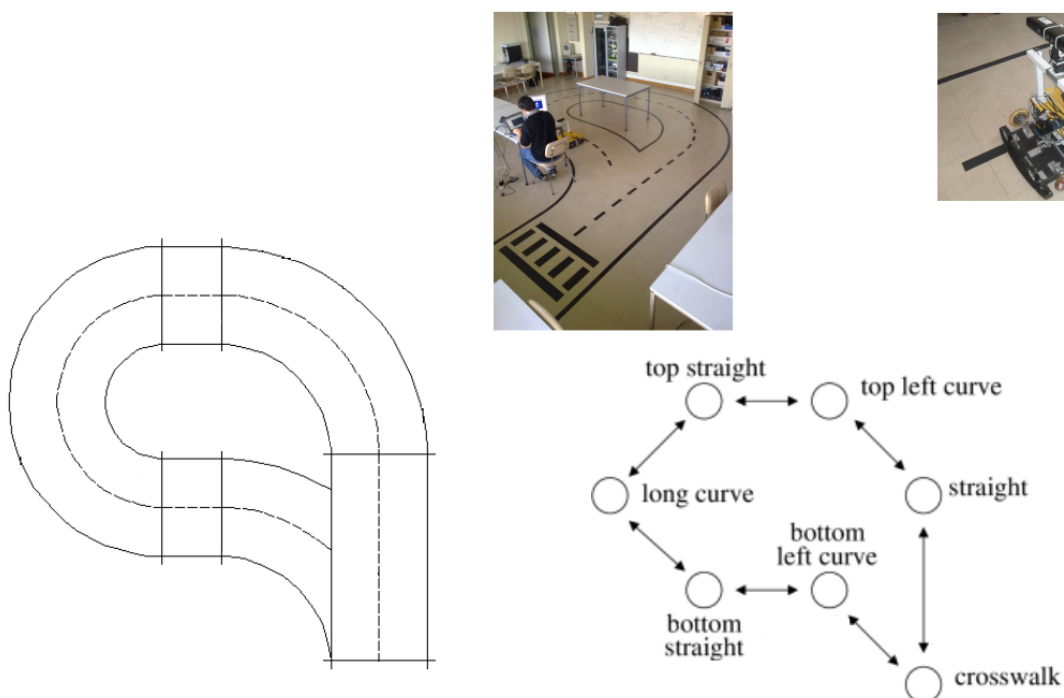 top straight
top left curve
long curve
straight
bottom
left curve
bottom
straight
crosswalk